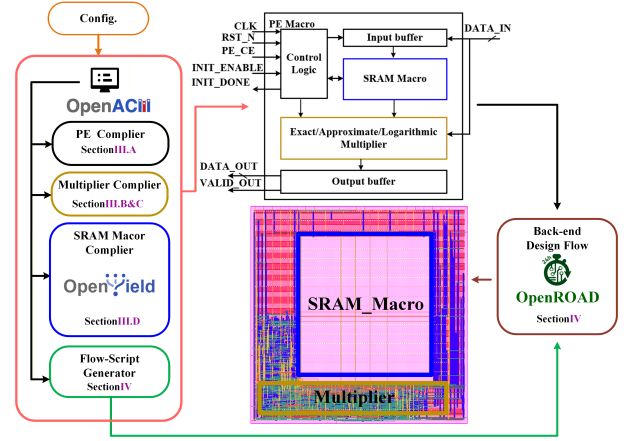 Config.
OpenACiii
PE Complier
SectionIII.A
Multiplier Complier
SectionIII.B&C
SRAM Macor
Complier
OpenYield
SectionIII.D
Flow-Script
Generator
SectionIV
CLK
RST_N
PE_CE
INIT_ENABLE
INIT_DONE
PE Macro
Control
Logic
Input buffer
DATA_IN
SRAM Macro
Exact/Approximate/Logarithmic
Multiplier
DATA_OUT
VALID_OUT
Output buffer
SRAM_Macro
Multiplier
Back-end
Design Flow
24h
OpenROAD
SectionIV